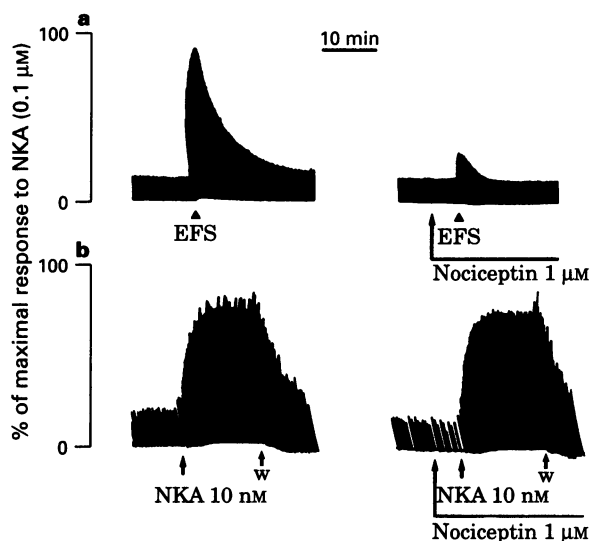 a
100
10 min
0
EFS
EFS
Nociceptin 1 µM
b
100
0
NKA 10 nM
w
NKA 10 nM
w
Nociceptin 1 µM
% of maximal response to NKA (0.1 µM)